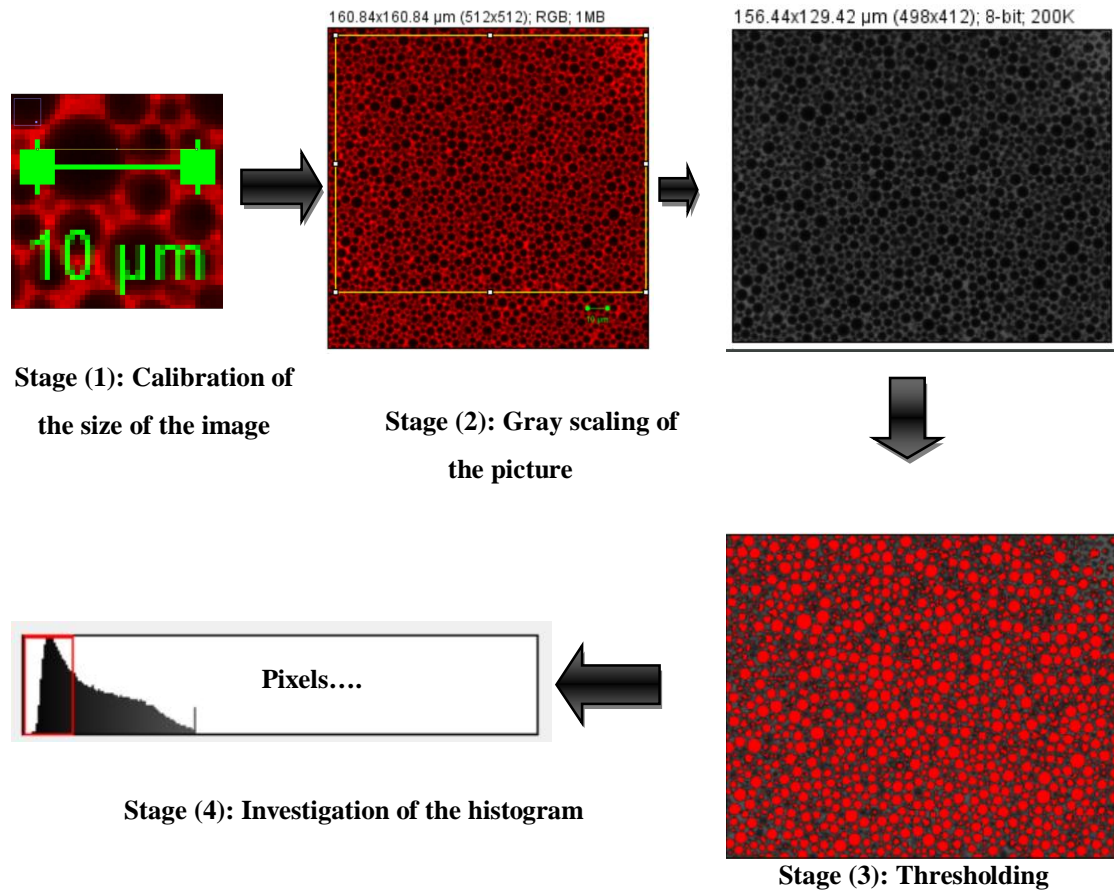 160.84x160.84 µm (512x512); RGB; 1MB
156.44x129.42 µm (498x412); 8-bit; 200K
10 µm
10 µm
Stage (1): Calibration of
the size of the image
Stage (2): Gray scaling of
the picture
Pixels….
Stage (4): Investigation of the histogram
Stage (3): Thresholding